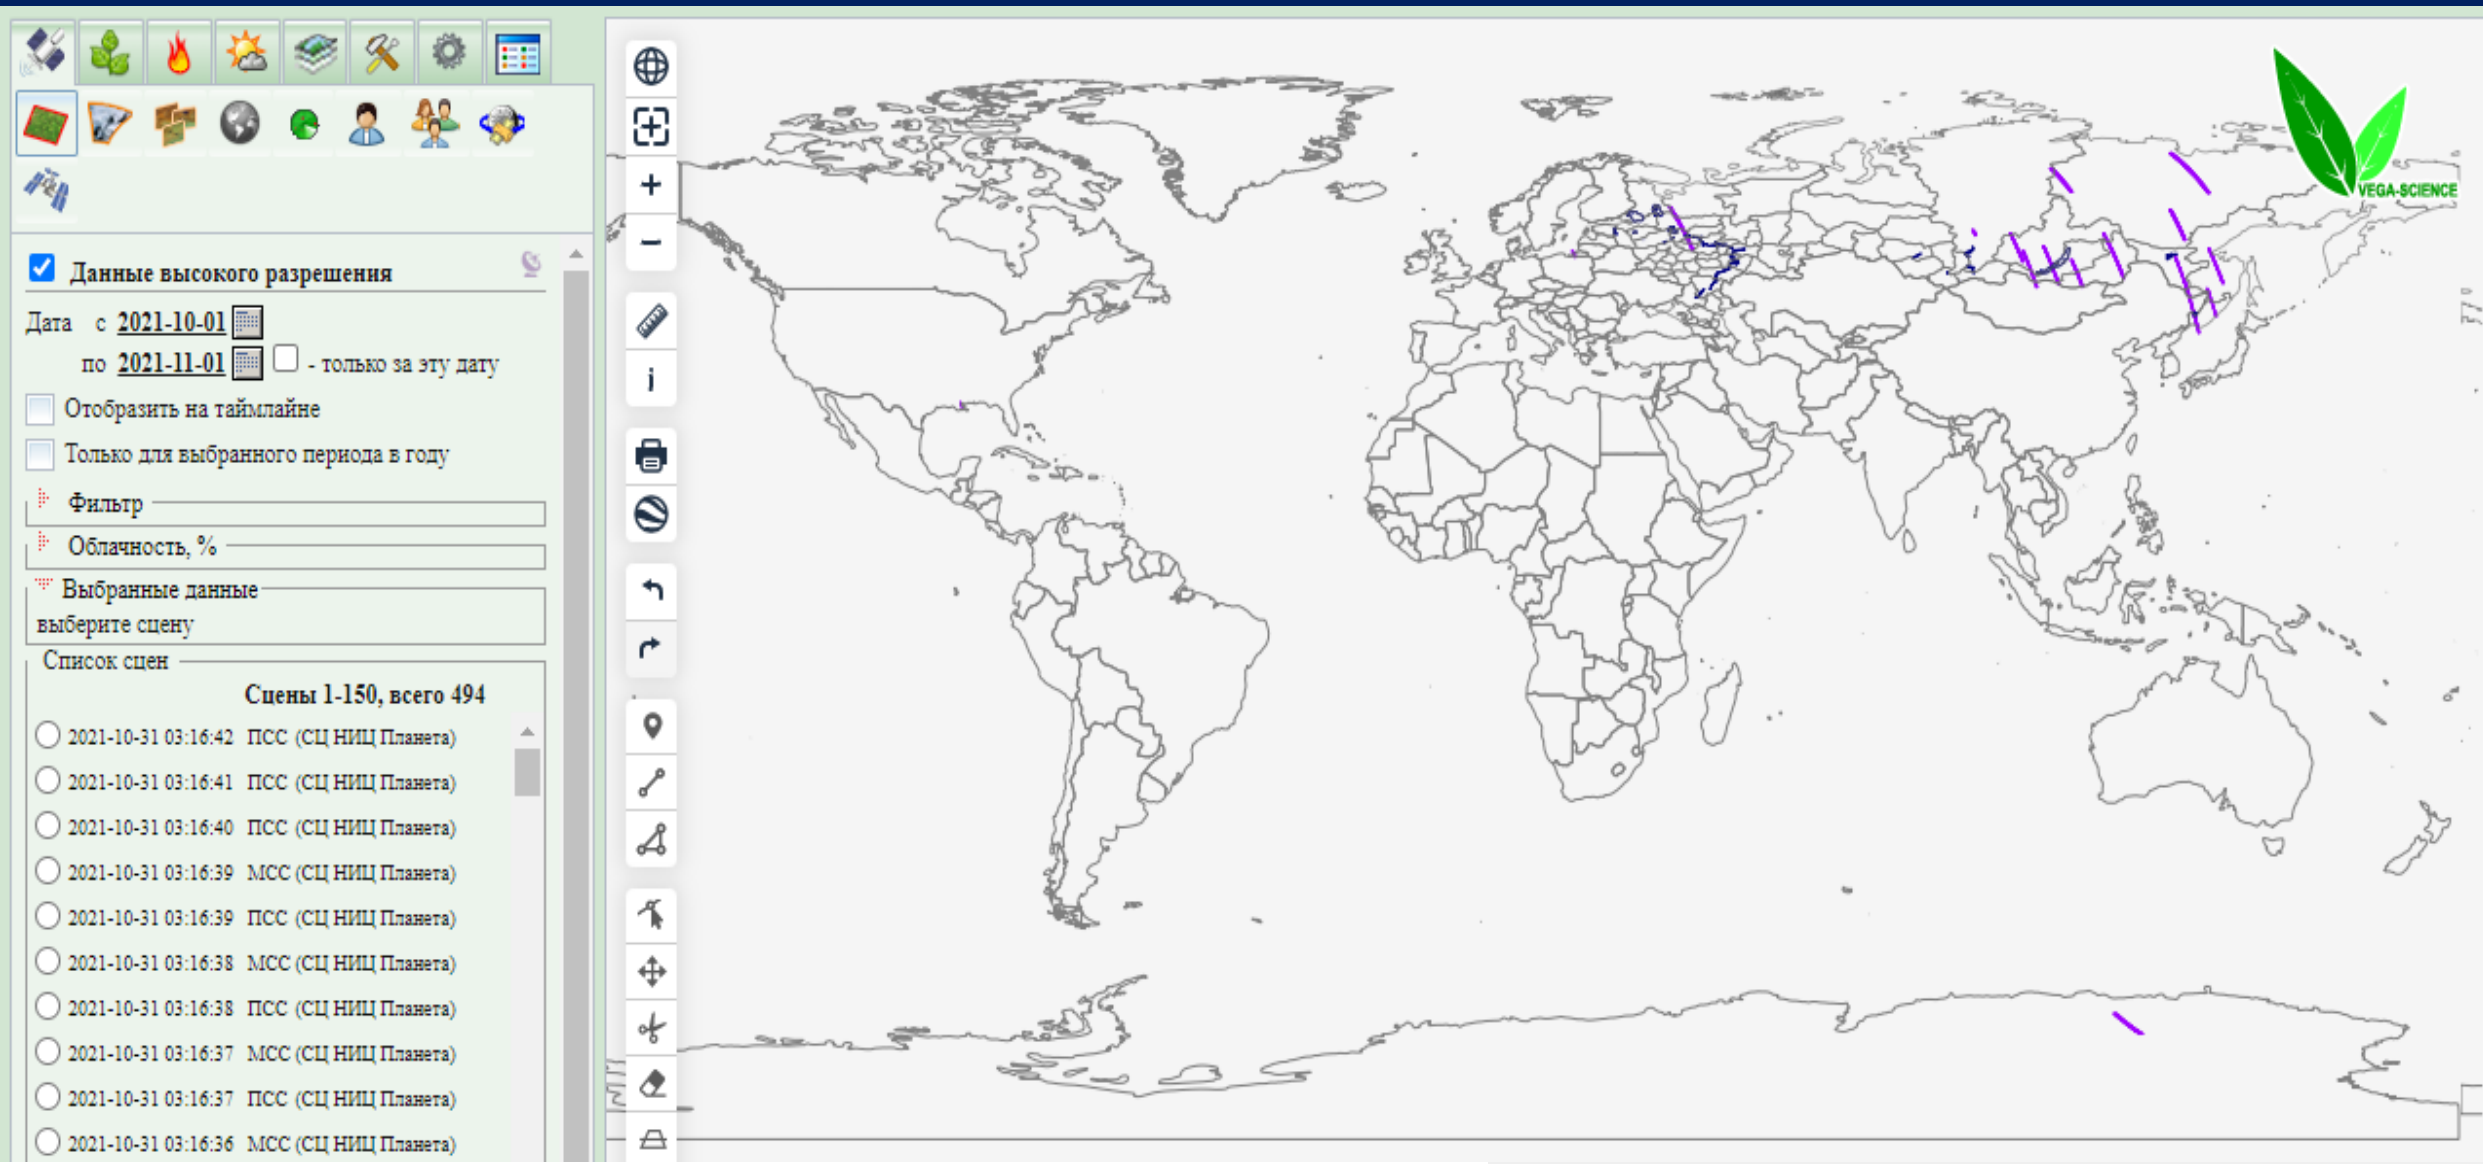 Данные высокого разрешения
Дата с 2021-10-01
по 2021-11-01 - только за эту дату
Отобразить на таймлайне
Только для выбранного периода в году
Фильтр
Облачность, %
Выбранные данные
выберите сцену
Список сцен
Сцены 1-150, всего 494
2021-10-31 03:16:42 ПСС (СЦ НИЦ Планета)
2021-10-31 03:16:41 ПСС (СЦ НИЦ Планета)
2021-10-31 03:16:40 ПСС (СЦ НИЦ Планета)
2021-10-31 03:16:39 МСС (СЦ НИЦ Планета)
2021-10-31 03:16:39 ПСС (СЦ НИЦ Планета)
2021-10-31 03:16:38 МСС (СЦ НИЦ Планета)
2021-10-31 03:16:38 ПСС (СЦ НИЦ Планета)
2021-10-31 03:16:37 МСС (СЦ НИЦ Планета)
2021-10-31 03:16:37 ПСС (СЦ НИЦ Планета)
2021-10-31 03:16:36 МСС (СЦ НИЦ Планета)
VEGA-SCIENCE